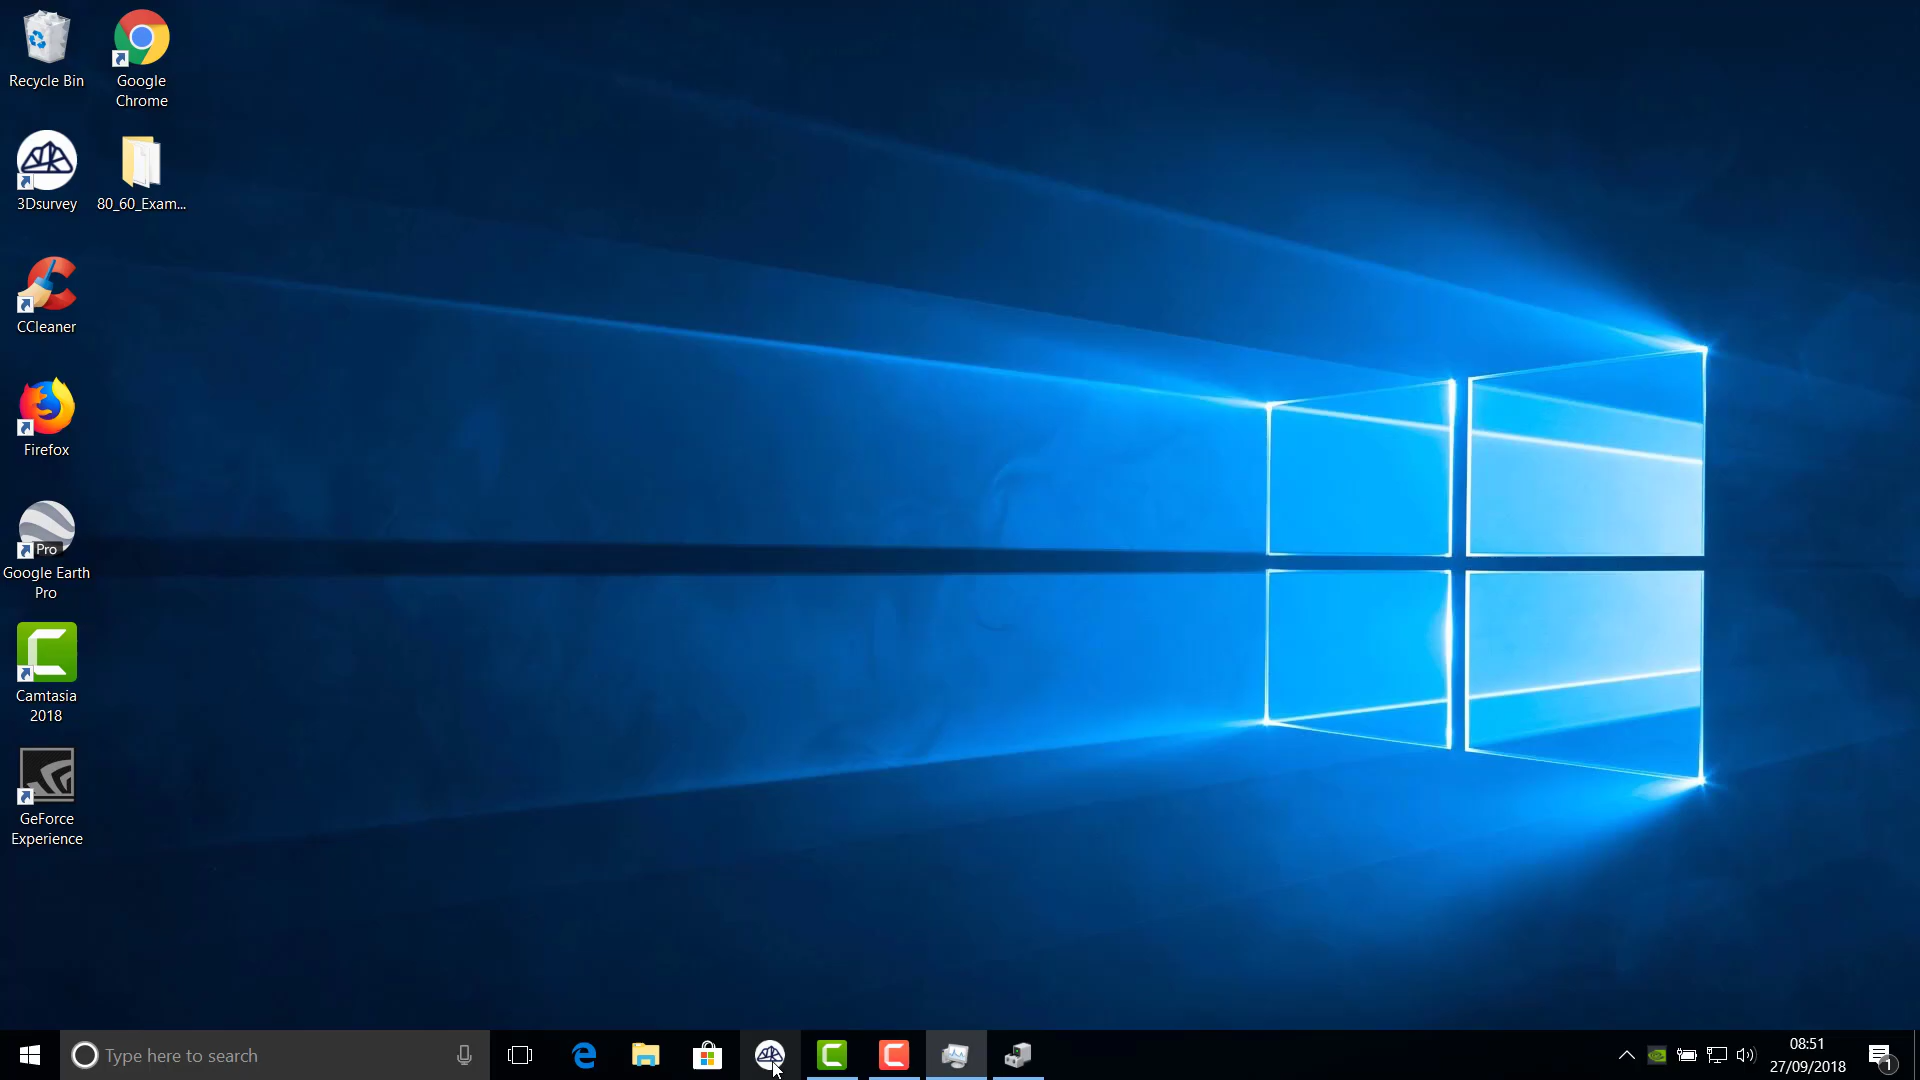 Recycle Bin
Google
Chrome
3Dsurvey
80_60_Exam...
CCleaner
Firefox
Pro
Google Earth
Pro
Camtasia
2018
GeForce
Experience
Type here to search
08:51
27/09/2018
1